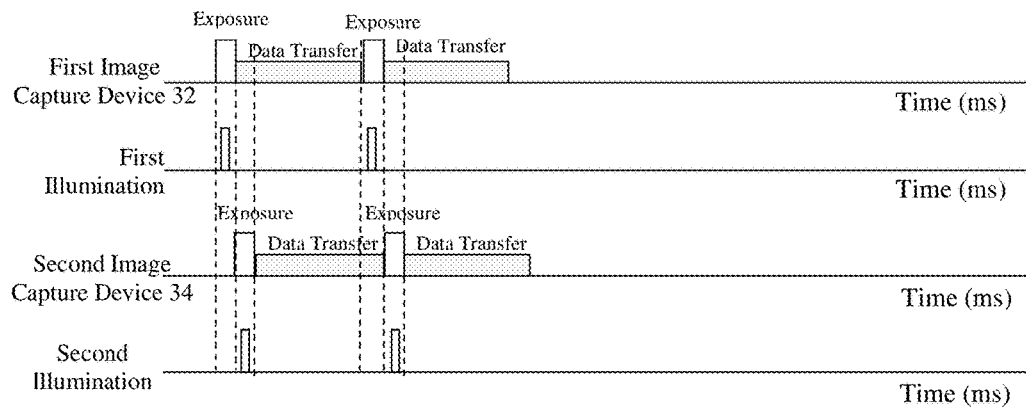 Exposure
Exposure
Data Transfer
Data Transfer
First Image
Capture Device 32
Time (ms)
First
Illumination
Time (ms)
Exposure
Exposure
Data Transfer
Data Transfer
Second Image
Capture Device 34
Time (ms)
Second
Illumination
Time (ms)